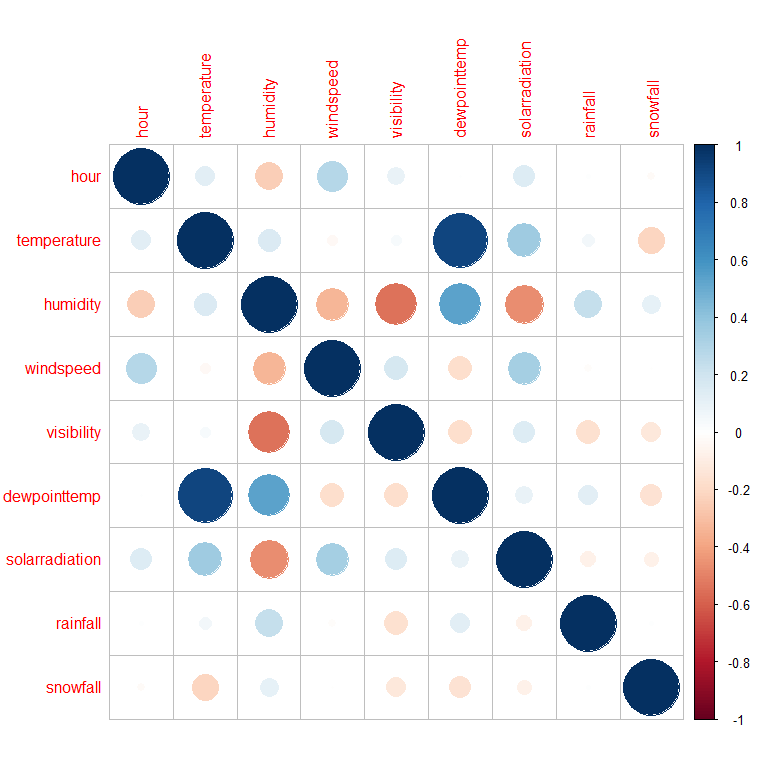 hour
temperature
humidity
windspeed
visibility
dewpointtemp
solarradiation
rainfall
snowfall
hour
temperature
humidity
windspeed
visibility
dewpointtemp
solarradiation
rainfall
snowfall
1
0.8
0.6
0.4
0.2
0
-0.2
-0.4
-0.6
-0.8
-1